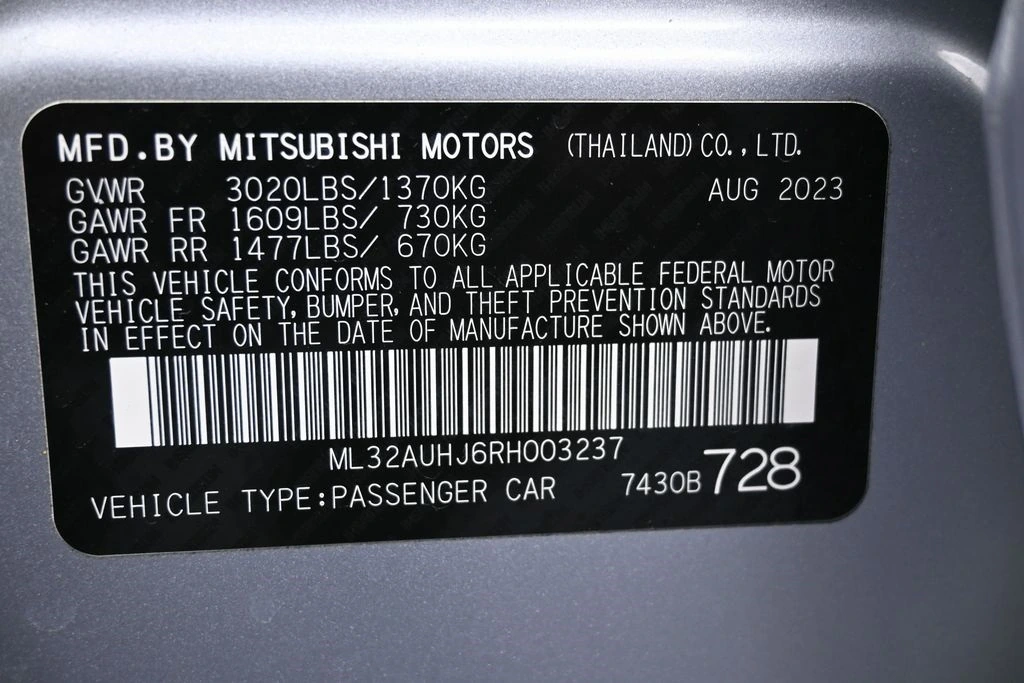 MFD.BY MITSUBISHI MOTORS (THAILAND) CO.,LTD.
GVWR 3020LBS/1370KG AUG 2023
GAWR FR 1609LBS/ 730KG
GAWR RR 1477LBS/ 670KG
THIS VEHICLE CONFORMS TO ALL APPLICABLE FEDERAL MOTOR
VEHICLE SAFETY, BUMPER, AND THEFT PREVENTION STANDARDS
IN EFFECT ON THE DATE OF MANUFACTURE SHOWN ABOVE.
ML32AUHJ6RH003237
VEHICLE TYPE:PASSENGER CAR 7430B 728